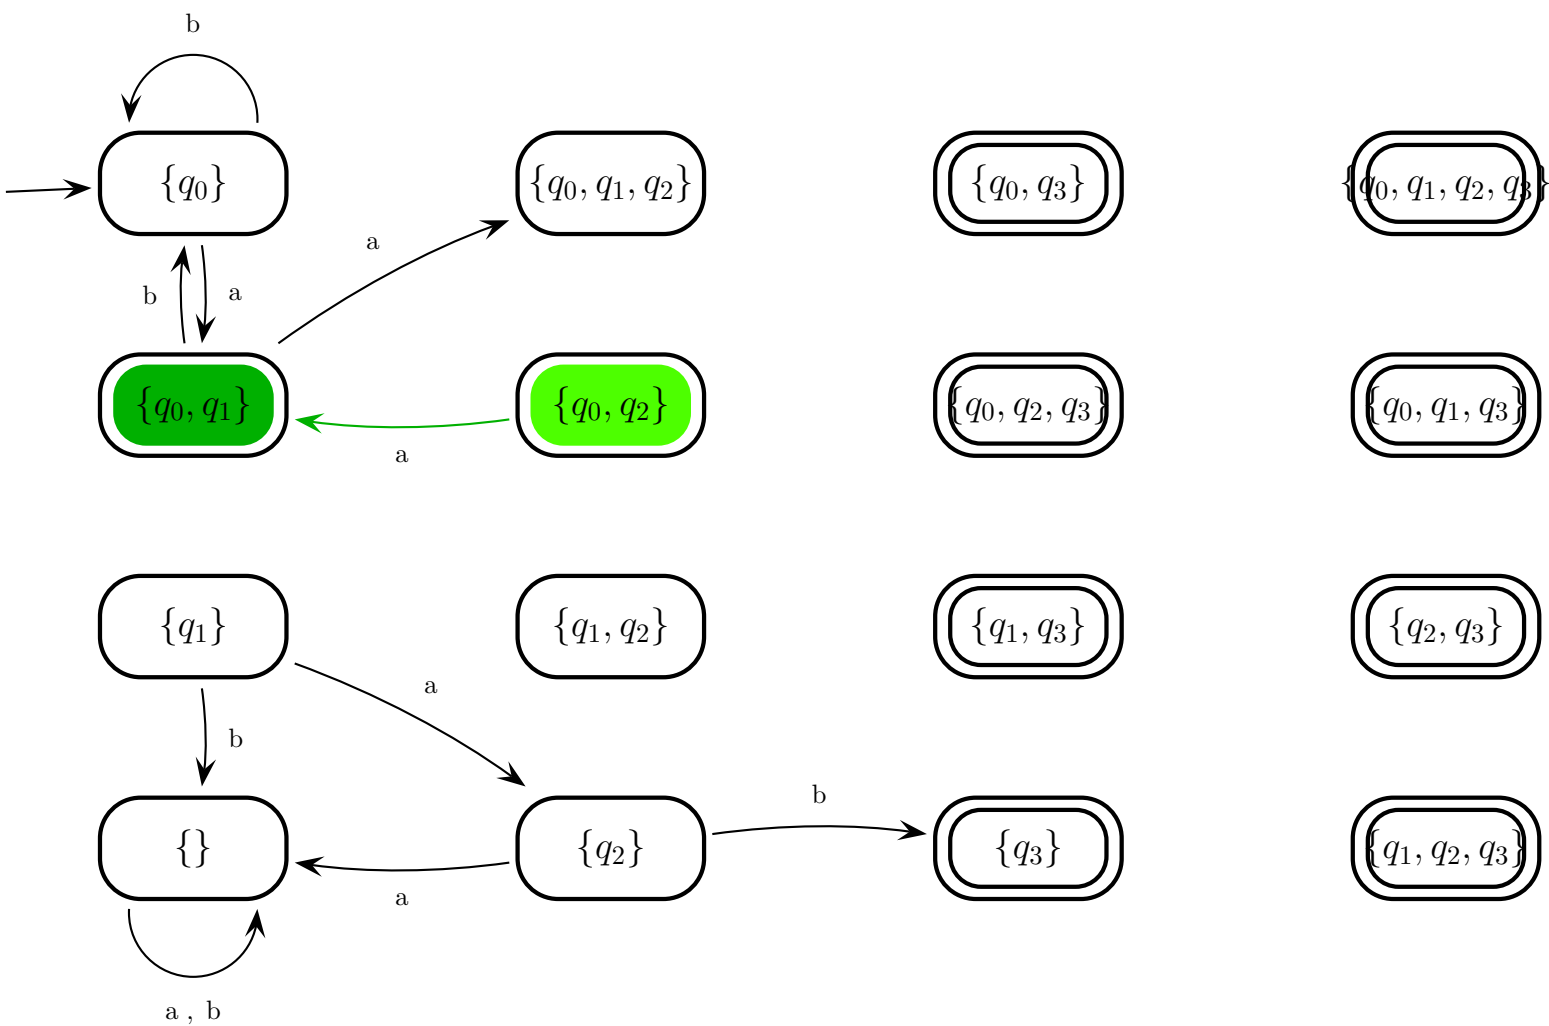 b
{q₀} {q₀, q₁, q₂} {q₀, q₃} {q₀, q₁, q₂, q₃}
a
b a
{q₀, q₁} {q₀, q₂} {q₀, q₂, q₃} {q₀, q₁, q₃}
a
{q₁} {q₁, q₂} {q₁, q₃} {q₂, q₃}
a
b
b
{} {q₂} {q₃} {q₁, q₂, q₃}
a
a , b